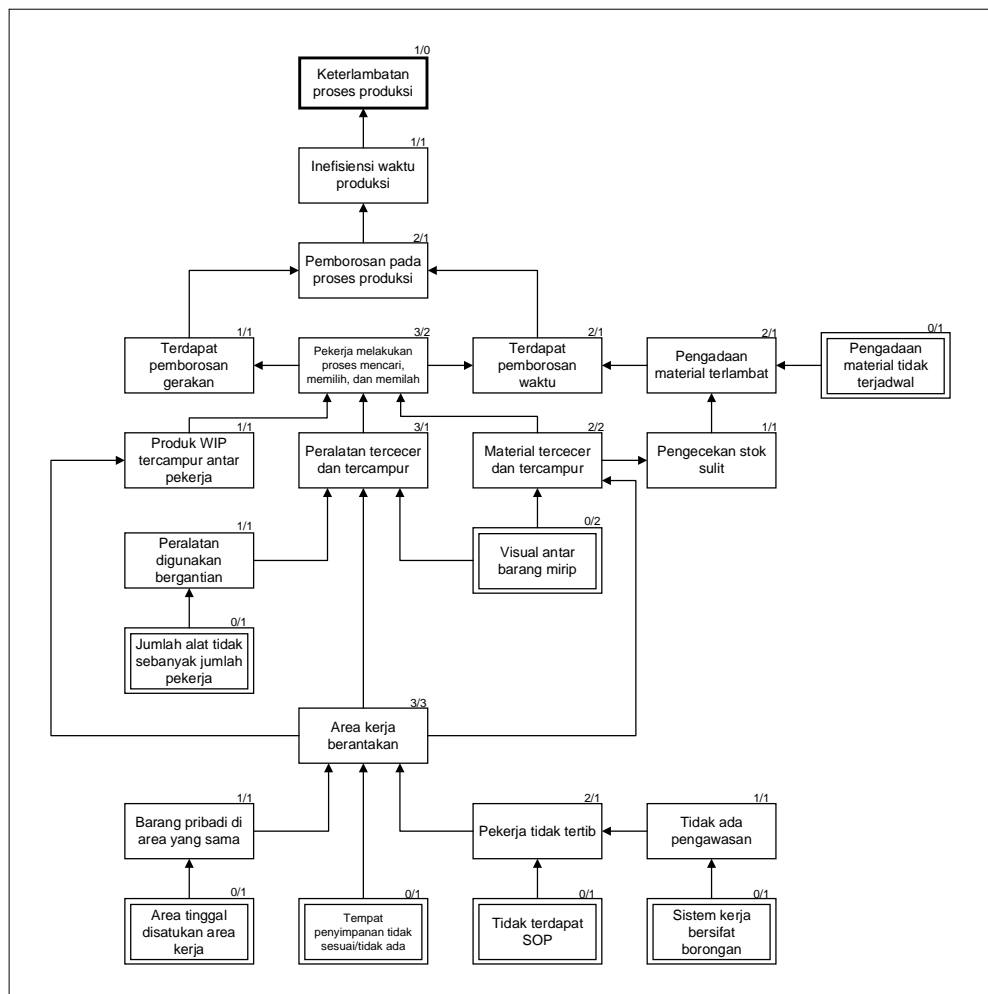 1/0
Keterlambatan
proses produksi
1/1
Inefisiensi waktu
produksi
2/1
Pemborosan pada
proses produksi
1/1
Terdapat
pemborosan
gerakan
3/2
Pekerja melakukan
proses mencari,
memilih, dan memilah
2/1
Terdapat
pemborosan
waktu
2/1
Pengadaan
material terlambat
0/1
Pengadaan
material tidak
terjadwal
1/1
Produk WIP
tercampur antar
pekerja
3/1
Peralatan tercecer
dan tercampur
2/2
Material tercecer
dan tercampur
1/1
Pengecekan stok
sulit
1/1
Peralatan
digunakan
bergantian
0/2
Visual antar
barang mirip
0/1
Jumlah alat tidak
sebanyak jumlah
pekerja
3/3
Area kerja
berantakan
1/1
Barang pribadi di
area yang sama
2/1
Pekerja tidak tertib
1/1
Tidak ada
pengawasan
0/1
Area tinggal
disatukan area
kerja
0/1
Tempat
penyimpanan tidak
sesuai/tidak ada
0/1
Tidak terdapat
SOP
0/1
Sistem kerja
bersifat
borongan